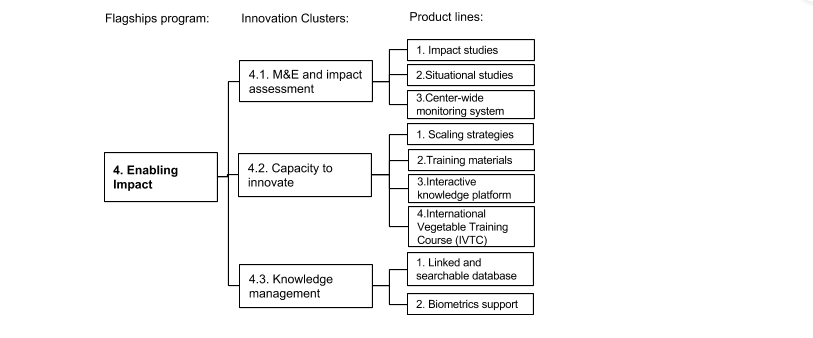 Flagships program:
Innovation Clusters:
Product lines:
4. Enabling
Impact
4.1. M&E and impact
assessment
1. Impact studies
2.Situational studies
3.Center-wide
monitoring system
4.2. Capacity to
innovate
1. Scaling strategies
2.Training materials
3.Interactive
knowledge platform
4.International
Vegetable Training
Course (IVTC)
4.3. Knowledge
management
1. Linked and
searchable database
2. Biometrics support